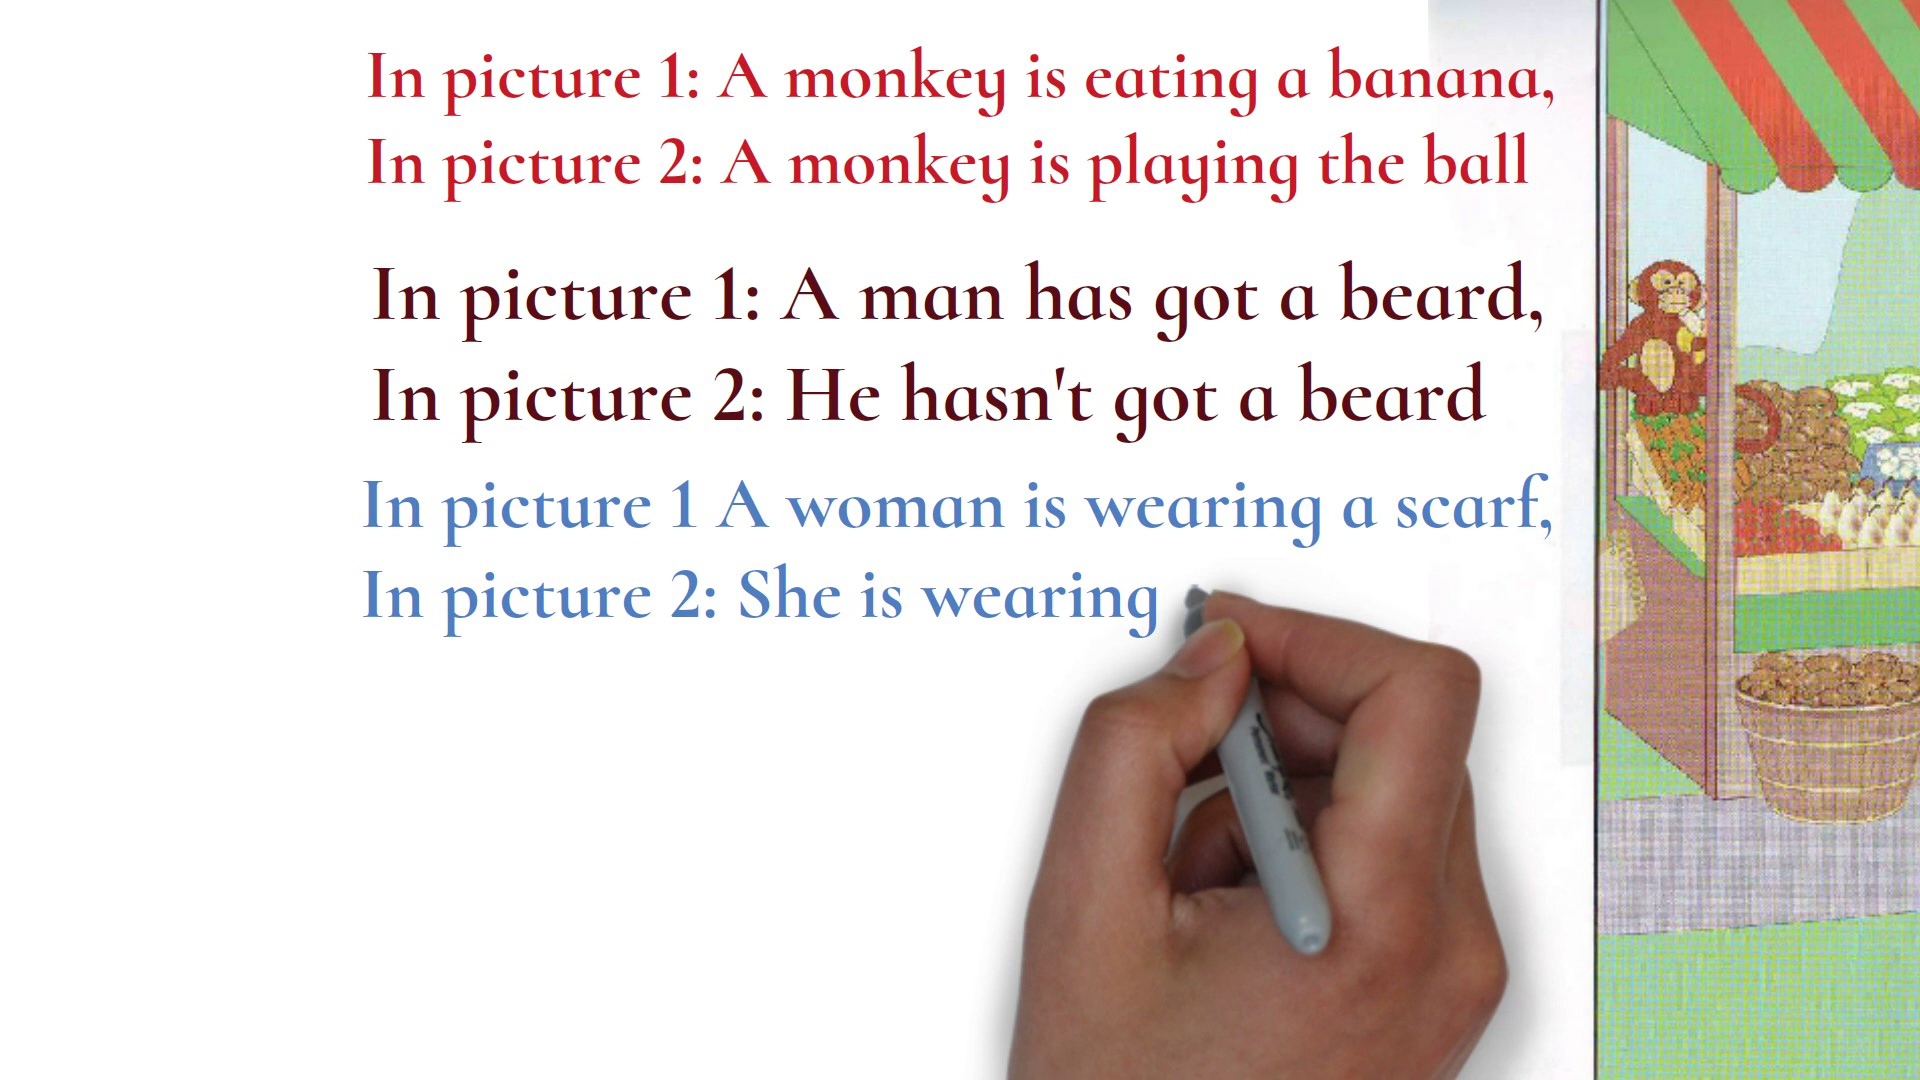 In picture 1: A monkey is eating a banana,
In picture 2: A monkey is playing the ball
In picture 1: A man has got a beard,
In picture 2: He hasn't got a beard
In picture 1 A woman is wearing a scarf,
In picture 2: She is wearing